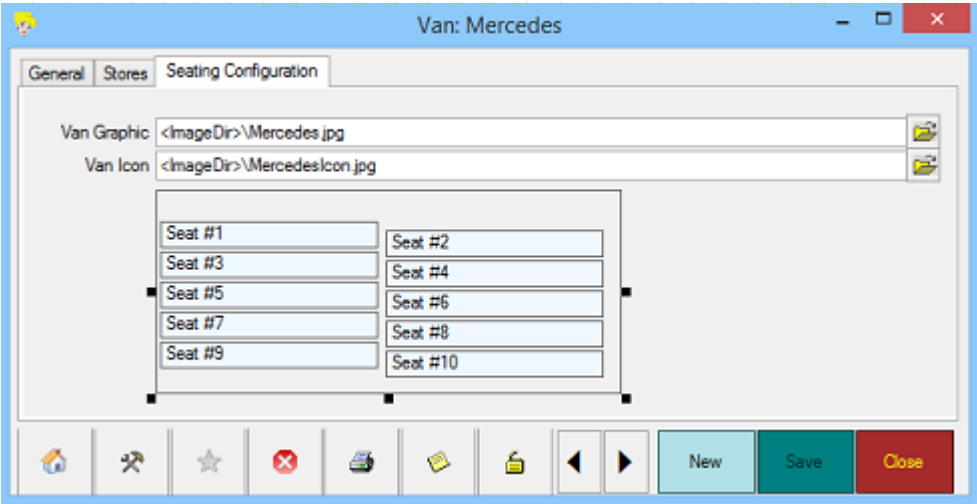 Van: Mercedes
General Stores Seating Configuration
Van Graphic <ImageDir>\Mercedes.jpg
Van Icon <ImageDir>\MercedesIcon.jpg
Seat #1
Seat #2
Seat #3
Seat #4
Seat #5
Seat #6
Seat #7
Seat #8
Seat #9
Seat #10
New Save Close